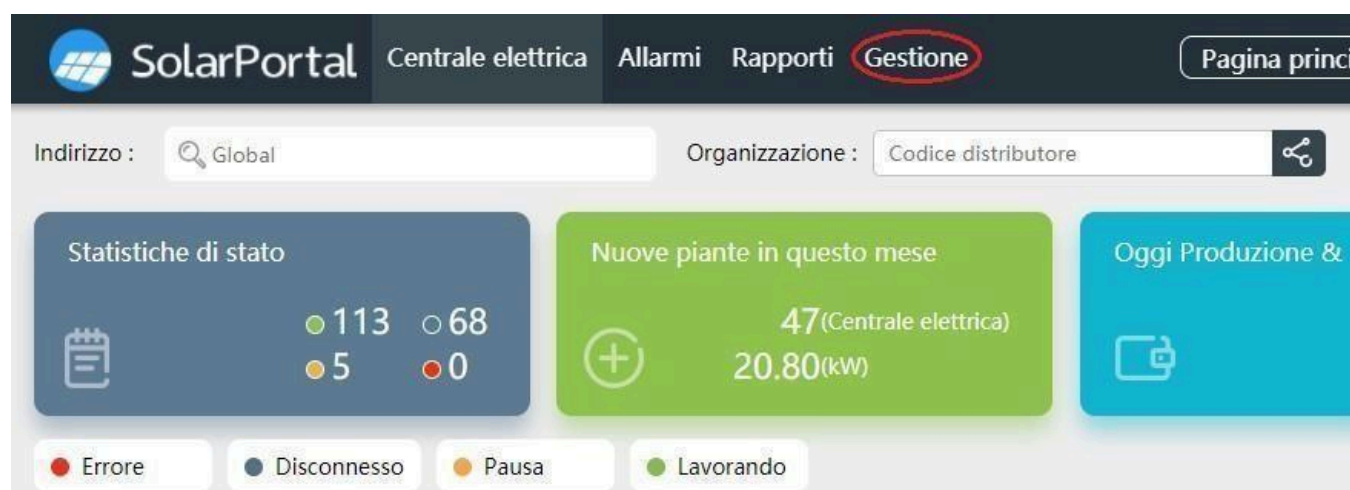 SolarPortal Centrale elettrica Allarmi Rapporti Gestione Pagina princi
Indirizzo : Global Organizzazione : Codice distributore
Statistiche di stato
113 68
5 0
Nuove piante in questo mese
47(Centrale elettrica)
20.80(kW)
Oggi Produzione &
Errore Disconnesso Pausa Lavorando